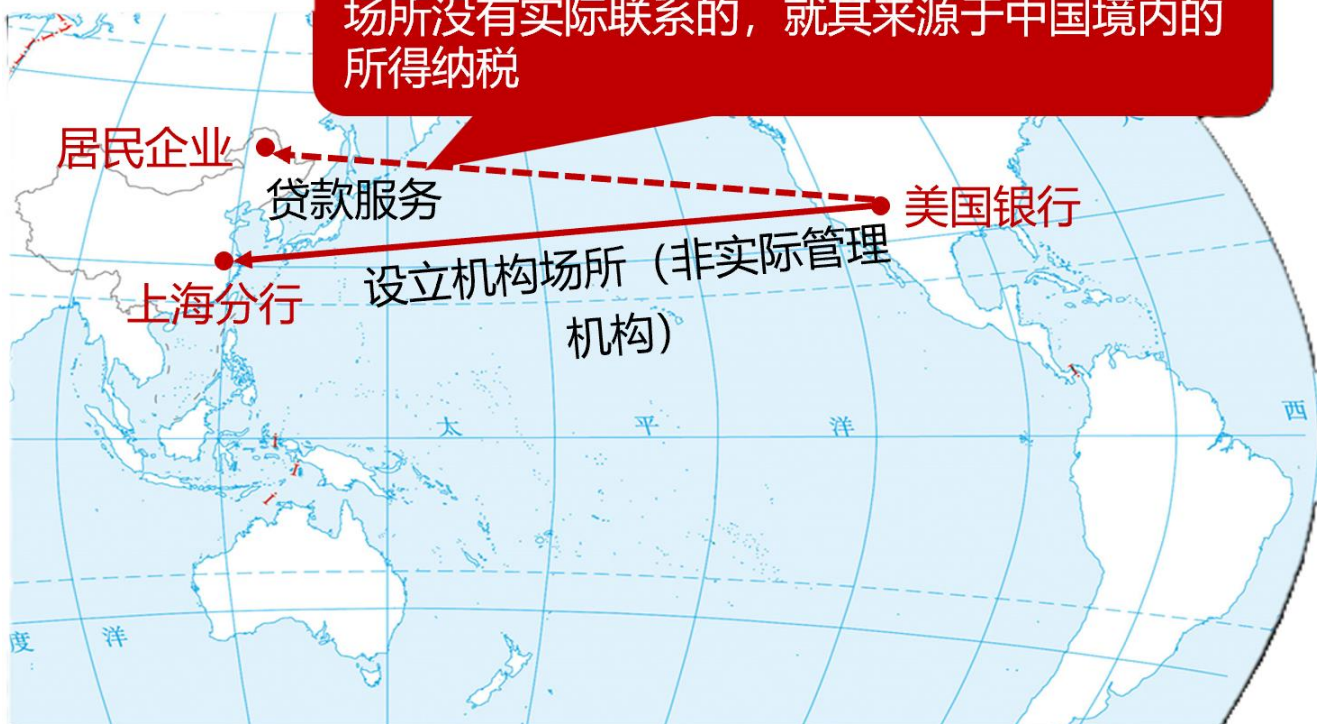 场所没有实际联系的，就其来源于中国境内的
所得纳税
居民企业
贷款服务
美国银行
设立机构场所（非实际管理
机构）
上海分行
太平洋
西
度洋